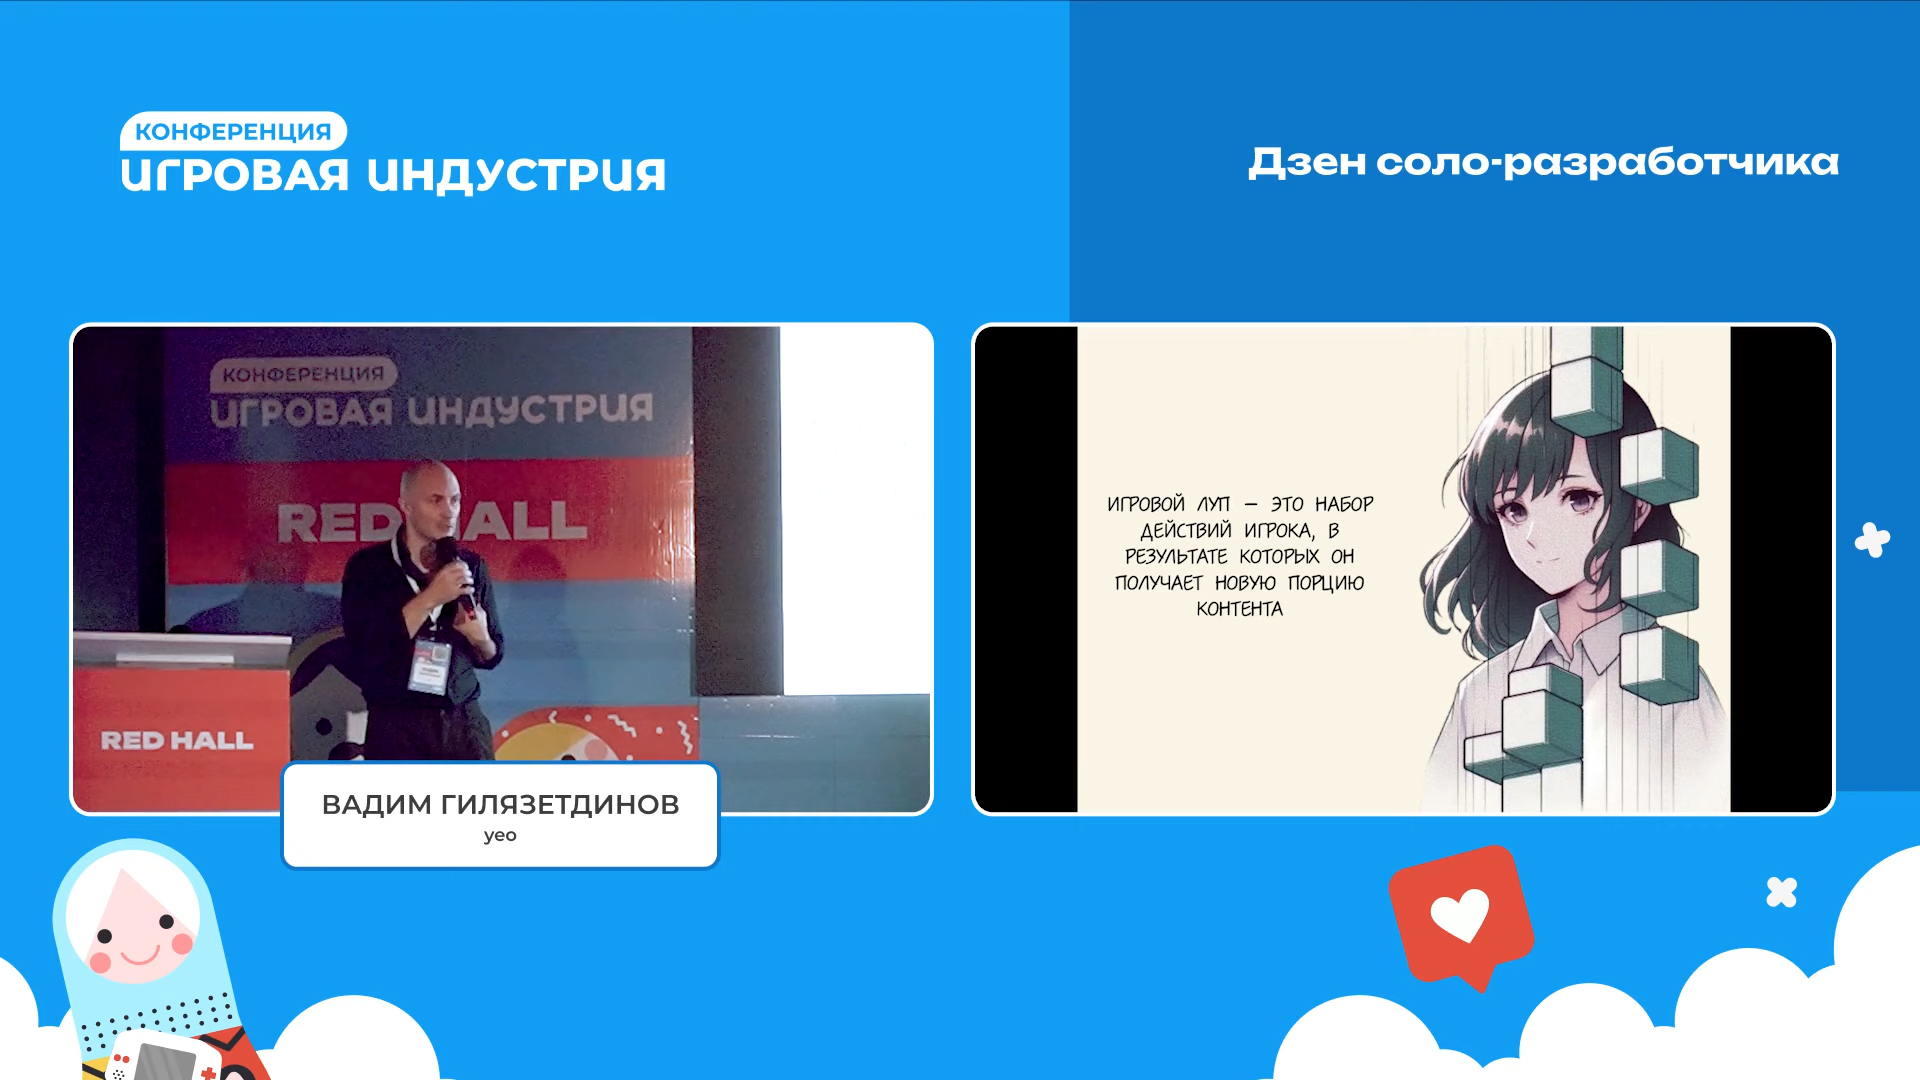 КОНФЕРЕНЦИЯ
ИГРОВАЯ ИНДУСТРИЯ
Дзен соло-разработчика
КОНФЕРЕНЦИЯ
ИГРОВАЯ ИНДУСТРИЯ
RED HALL
RED HALL
ВАДИМ ГИЛЯЗЕТДИНОВ
yeo
ИГРОВОЙ ЛУП – ЭТО НАБОР
ДЕЙСТВИЙ ИГРОКА, В
РЕЗУЛЬТАТЕ КОТОРЫХ ОН
ПОЛУЧАЕТ НОВУЮ ПОРЦИЮ
КОНТЕНТА